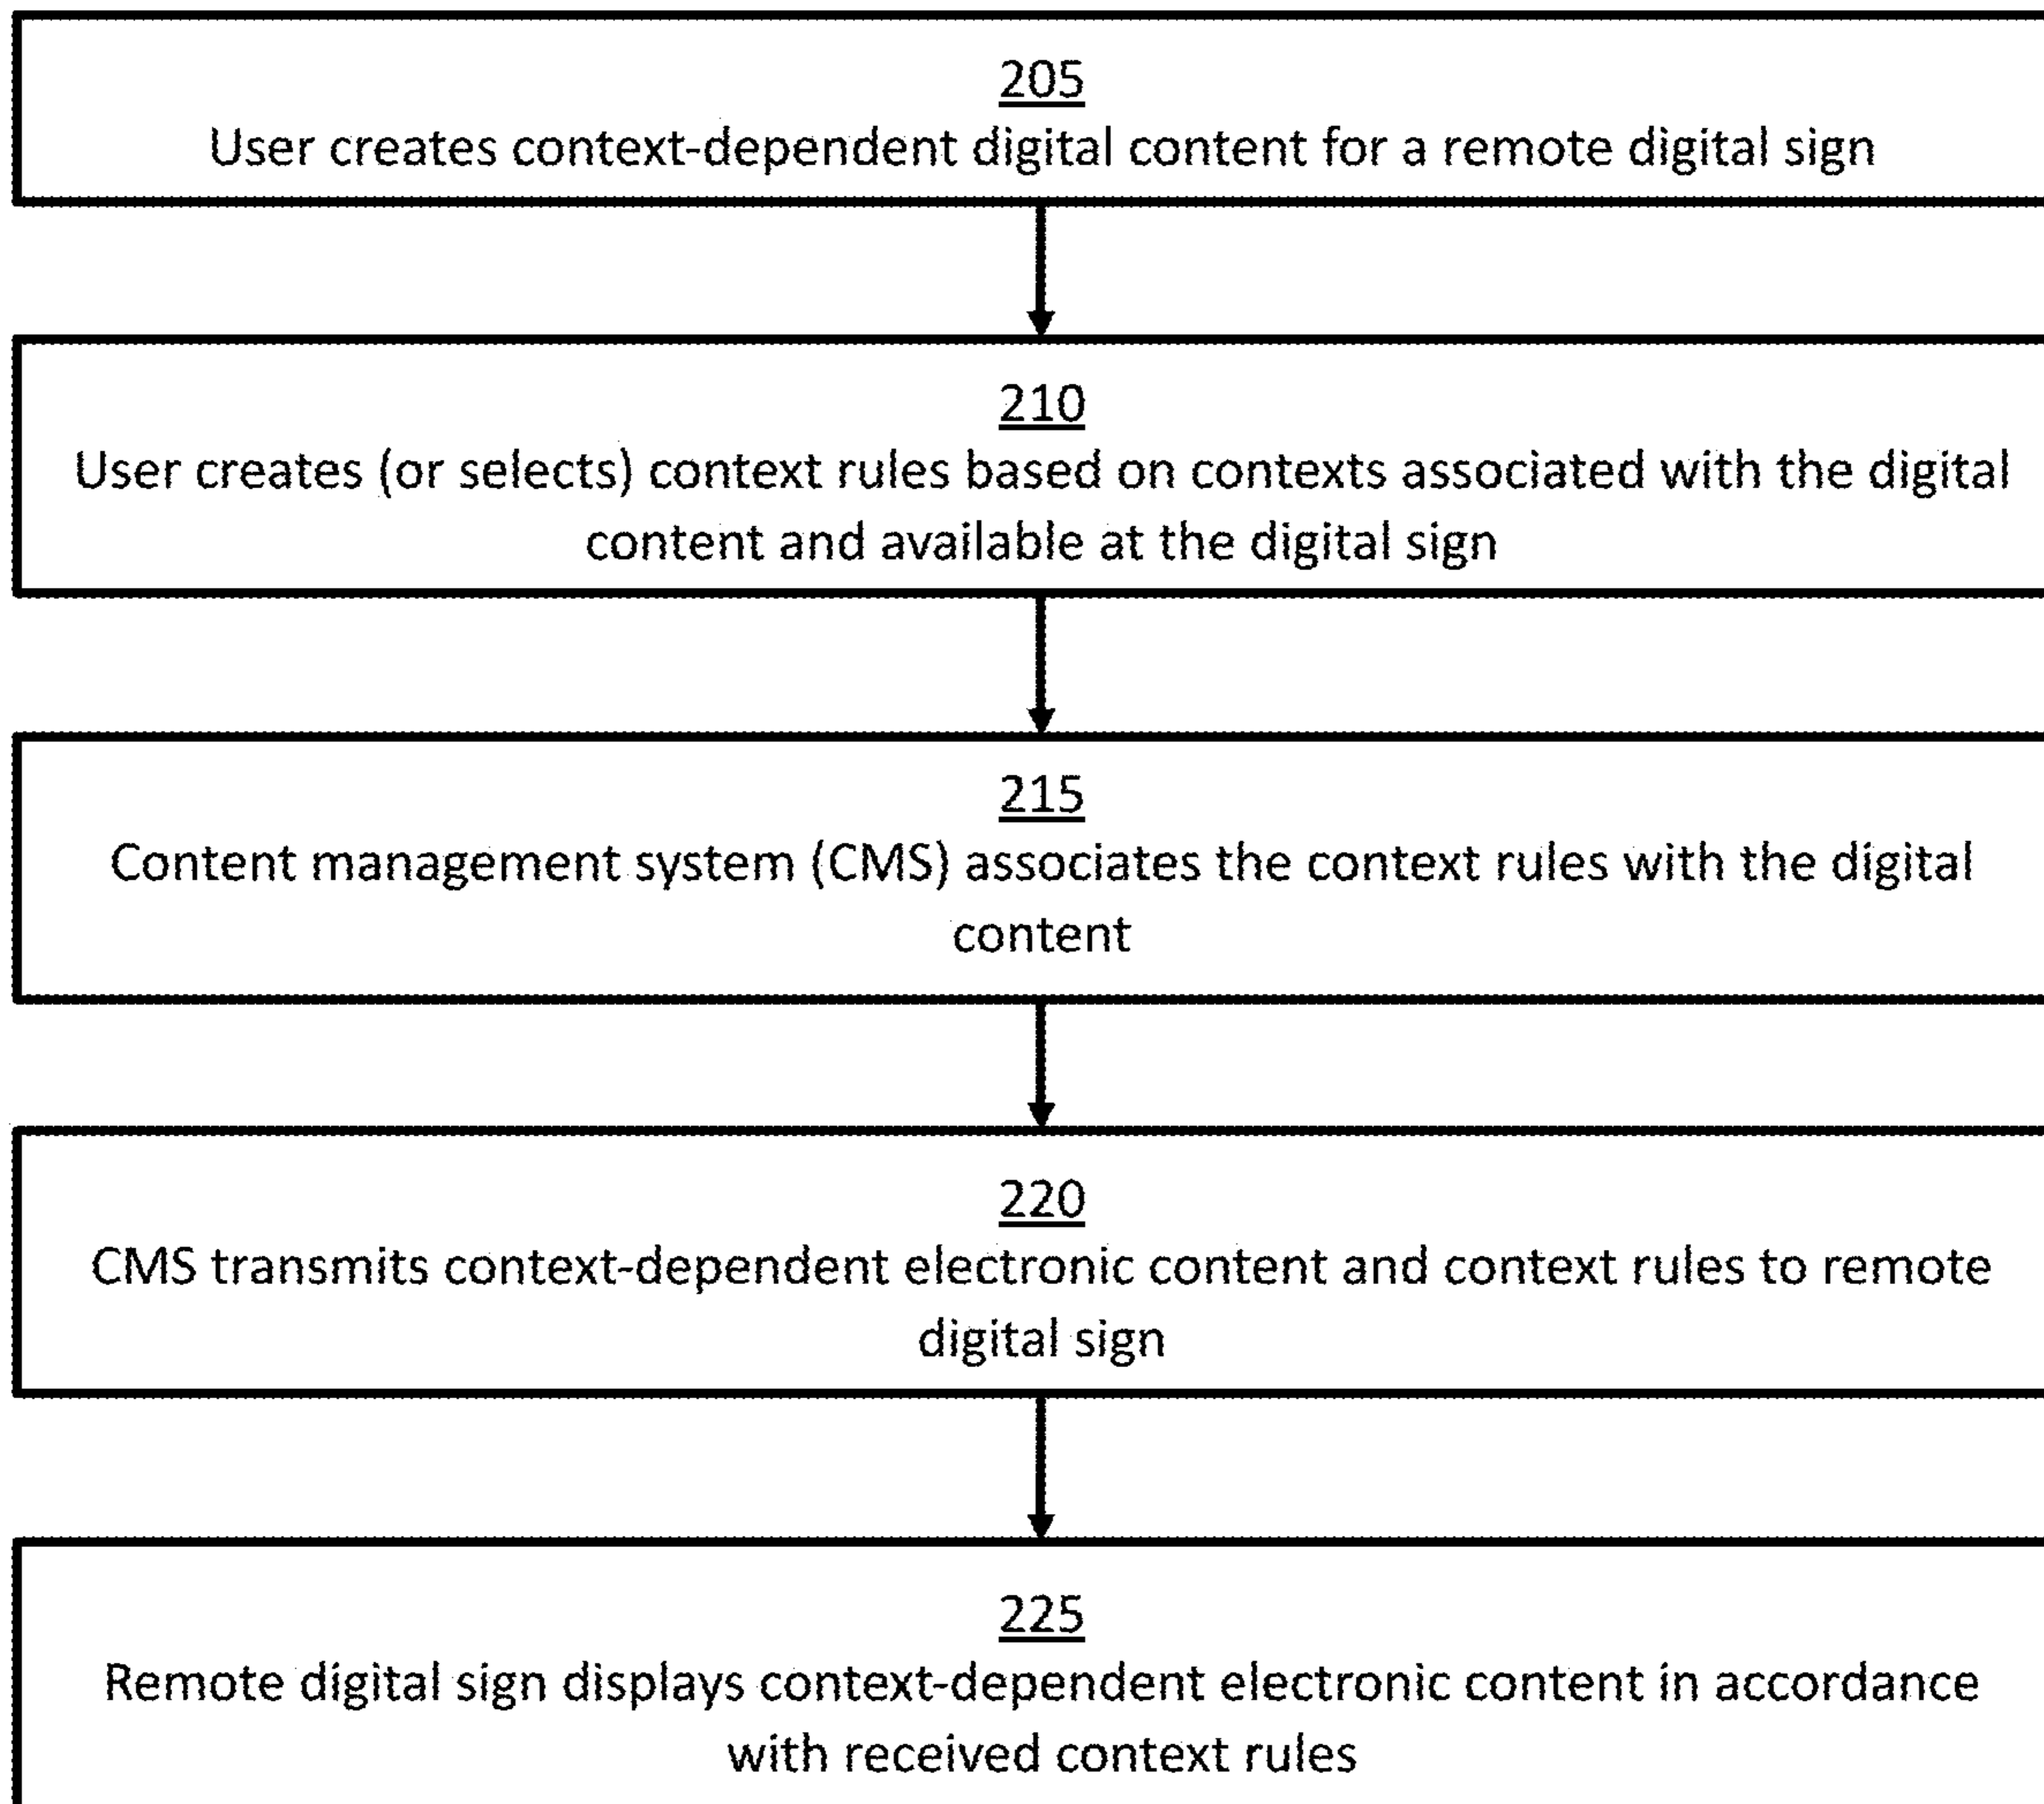 205
User creates context-dependent digital content for a remote digital sign
210
User creates (or selects) context rules based on contexts associated with the digital
content and available at the digital sign
215
Content management system (CMS) associates the context rules with the digital
content
220
CMS transmits context-dependent electronic content and context rules to remote
digital sign
225
Remote digital sign displays context-dependent electronic content in accordance
with received context rules